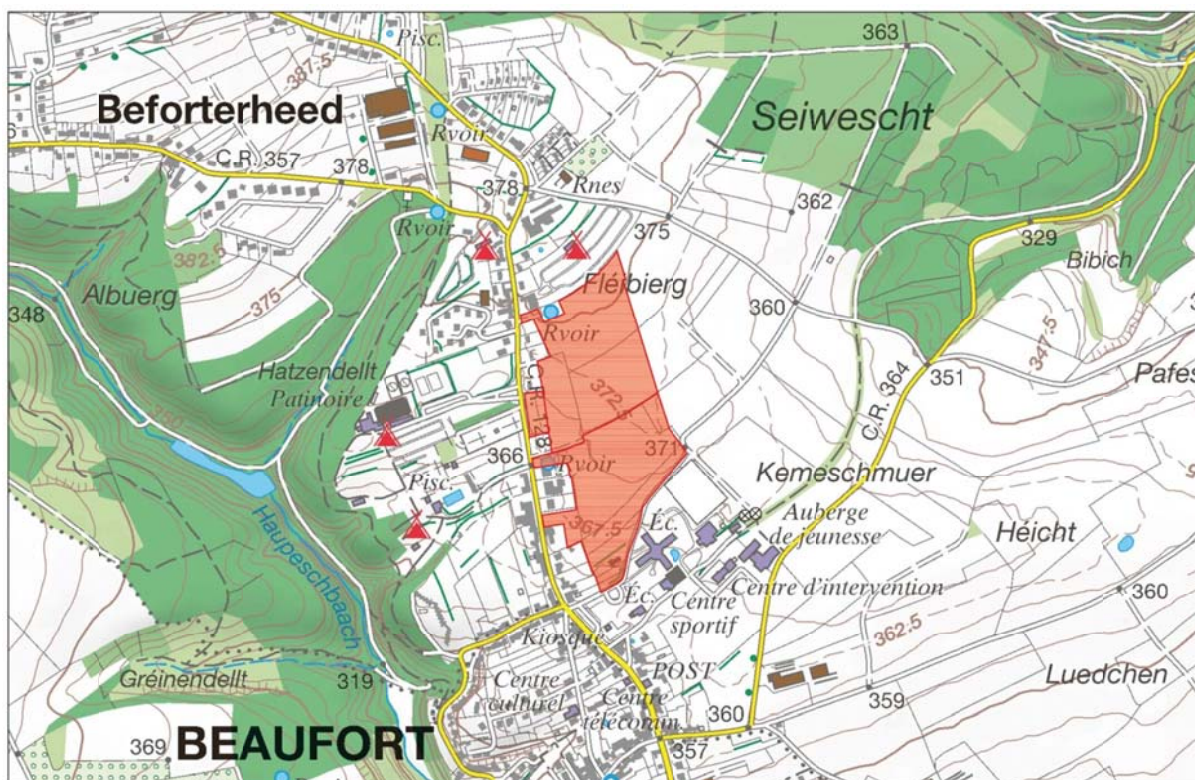 Pisc.
363
387.5
Beforterheed
Rvoir
Seiwescht
C.R. 357
378
378
Rnes
362
Rvoir
375
329
382.5
Bibich
Albuerg
375
Fléibierg
360
348
Rvoir
347.5
Hatzendellt
Patinoire
C.R. 128
372.5
C.R. 364
351
Pafes
350
366
Rvoir
371
Kemeschmuer
Pisc.
367.5
Éc.
Auberge
de jeunesse
Héicht
Haupeschbaach
Éc.
Centre d'intervention
360
Centre
sportif
Kiosque
362.5
Gréinendellt
319
POST
Luedchen
Centre
culturel
Centre
télécomm.
359
360
369
BEAUFORT
357